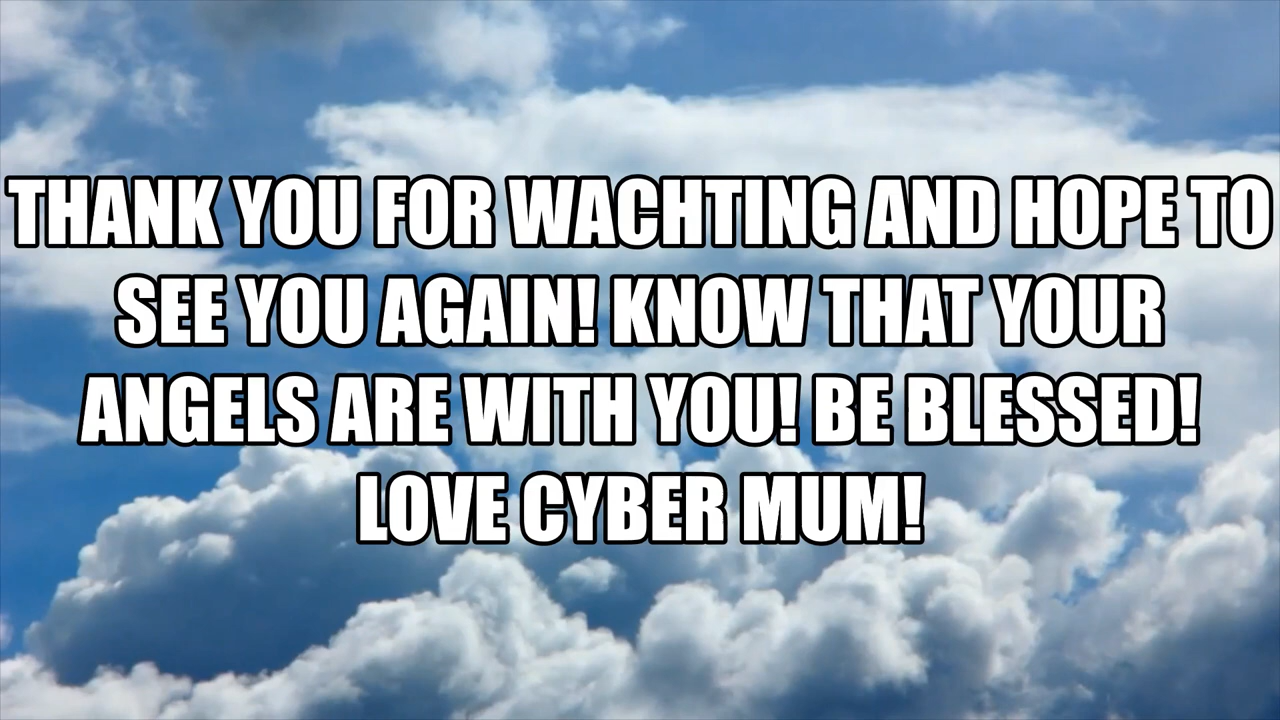 THANK YOU FOR WACHTING AND HOPE TO
SEE YOU AGAIN! KNOW THAT YOUR
ANGELS ARE WITH YOU! BE BLESSED!
LOVE CYBER MUM!